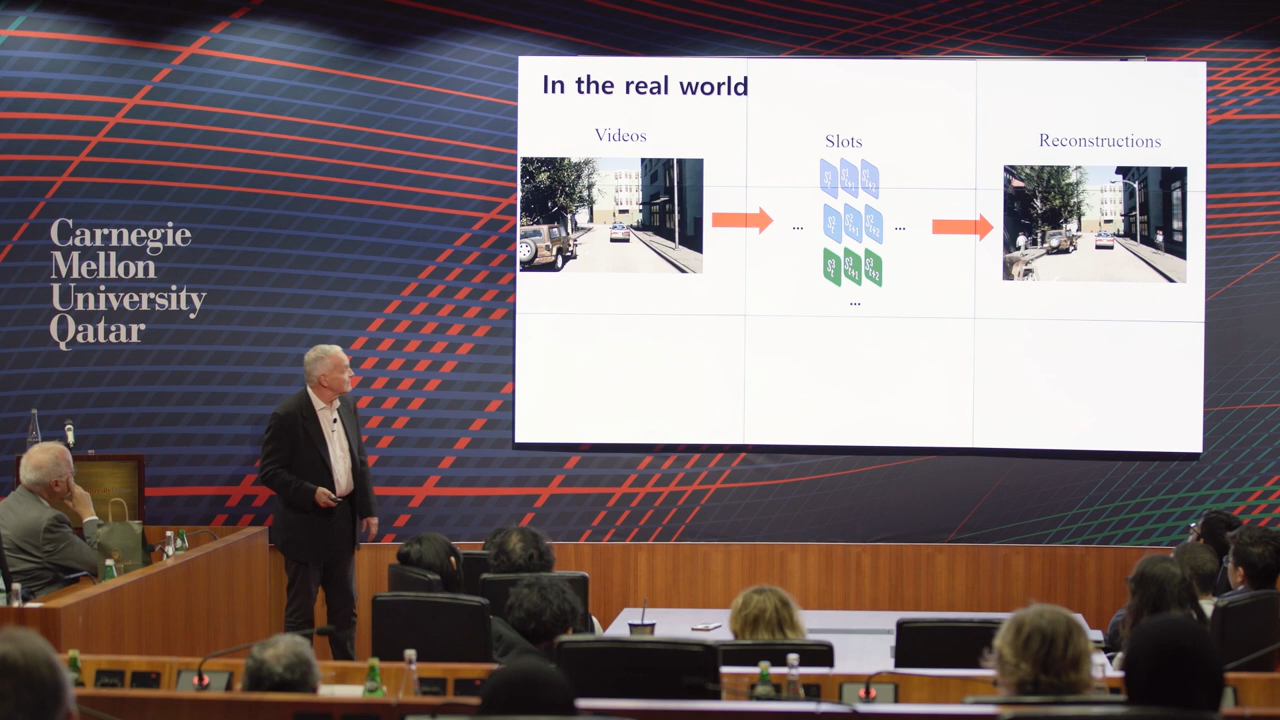 In the real world
Videos
Slots
Reconstructions
Carnegie
Mellon
University
Qatar
...
...
...